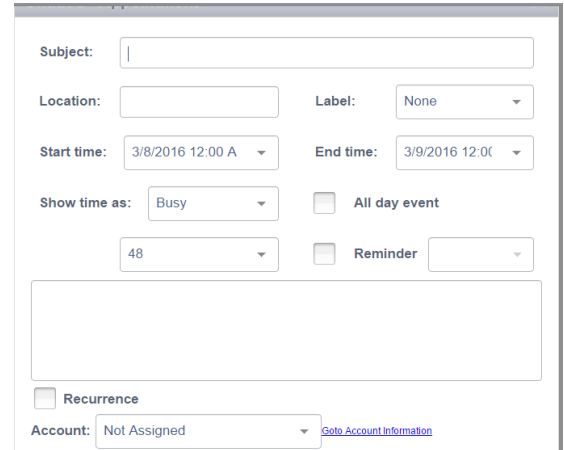 Subject:
Location: Label: None
Start time: 3/8/2016 12:00 A End time: 3/9/2016 12:0(
Show time as: Busy All day event
48 Reminder
Recurrence
Account: Not Assigned Goto Account Information